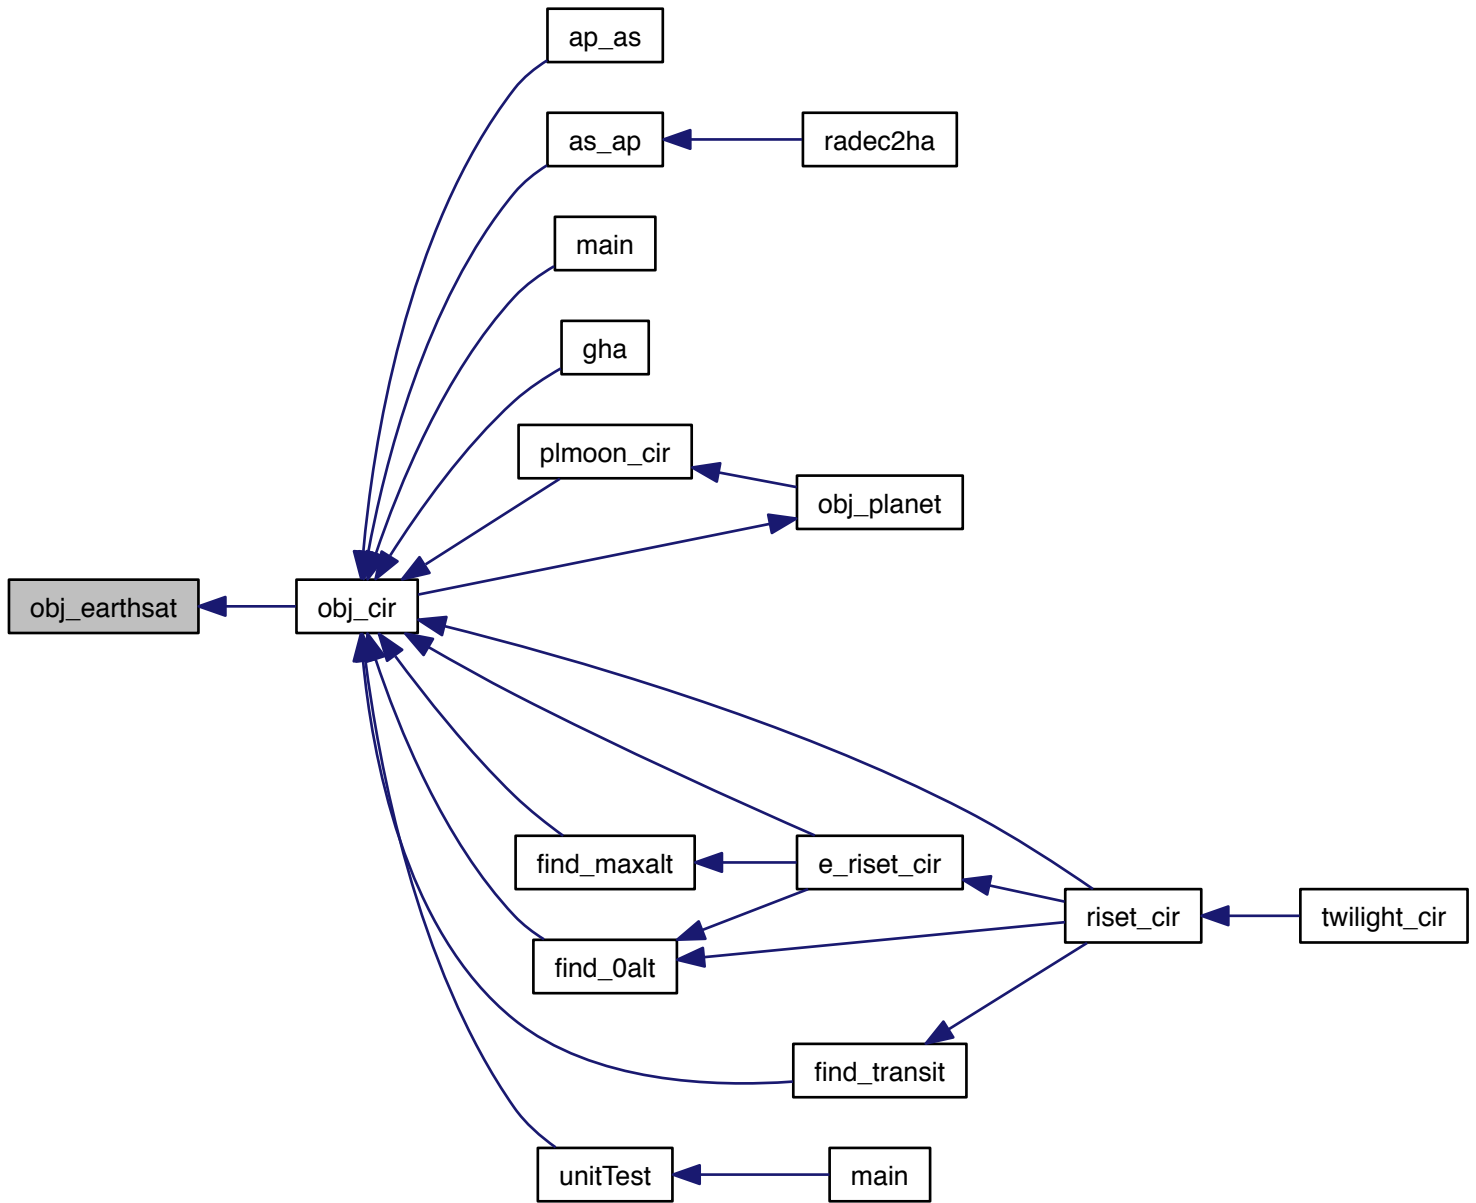 ap_as
as_ap
radec2ha
main
gha
plmoon_cir
obj_planet
obj_earthsat
obj_cir
find_maxalt
e_riset_cir
riset_cir
twilight_cir
find_0alt
find_transit
unitTest
main